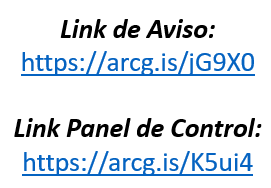 Link de Aviso:
https://arcg.is/jG9X0
Link Panel de Control:
https://arcg.is/K5ui4